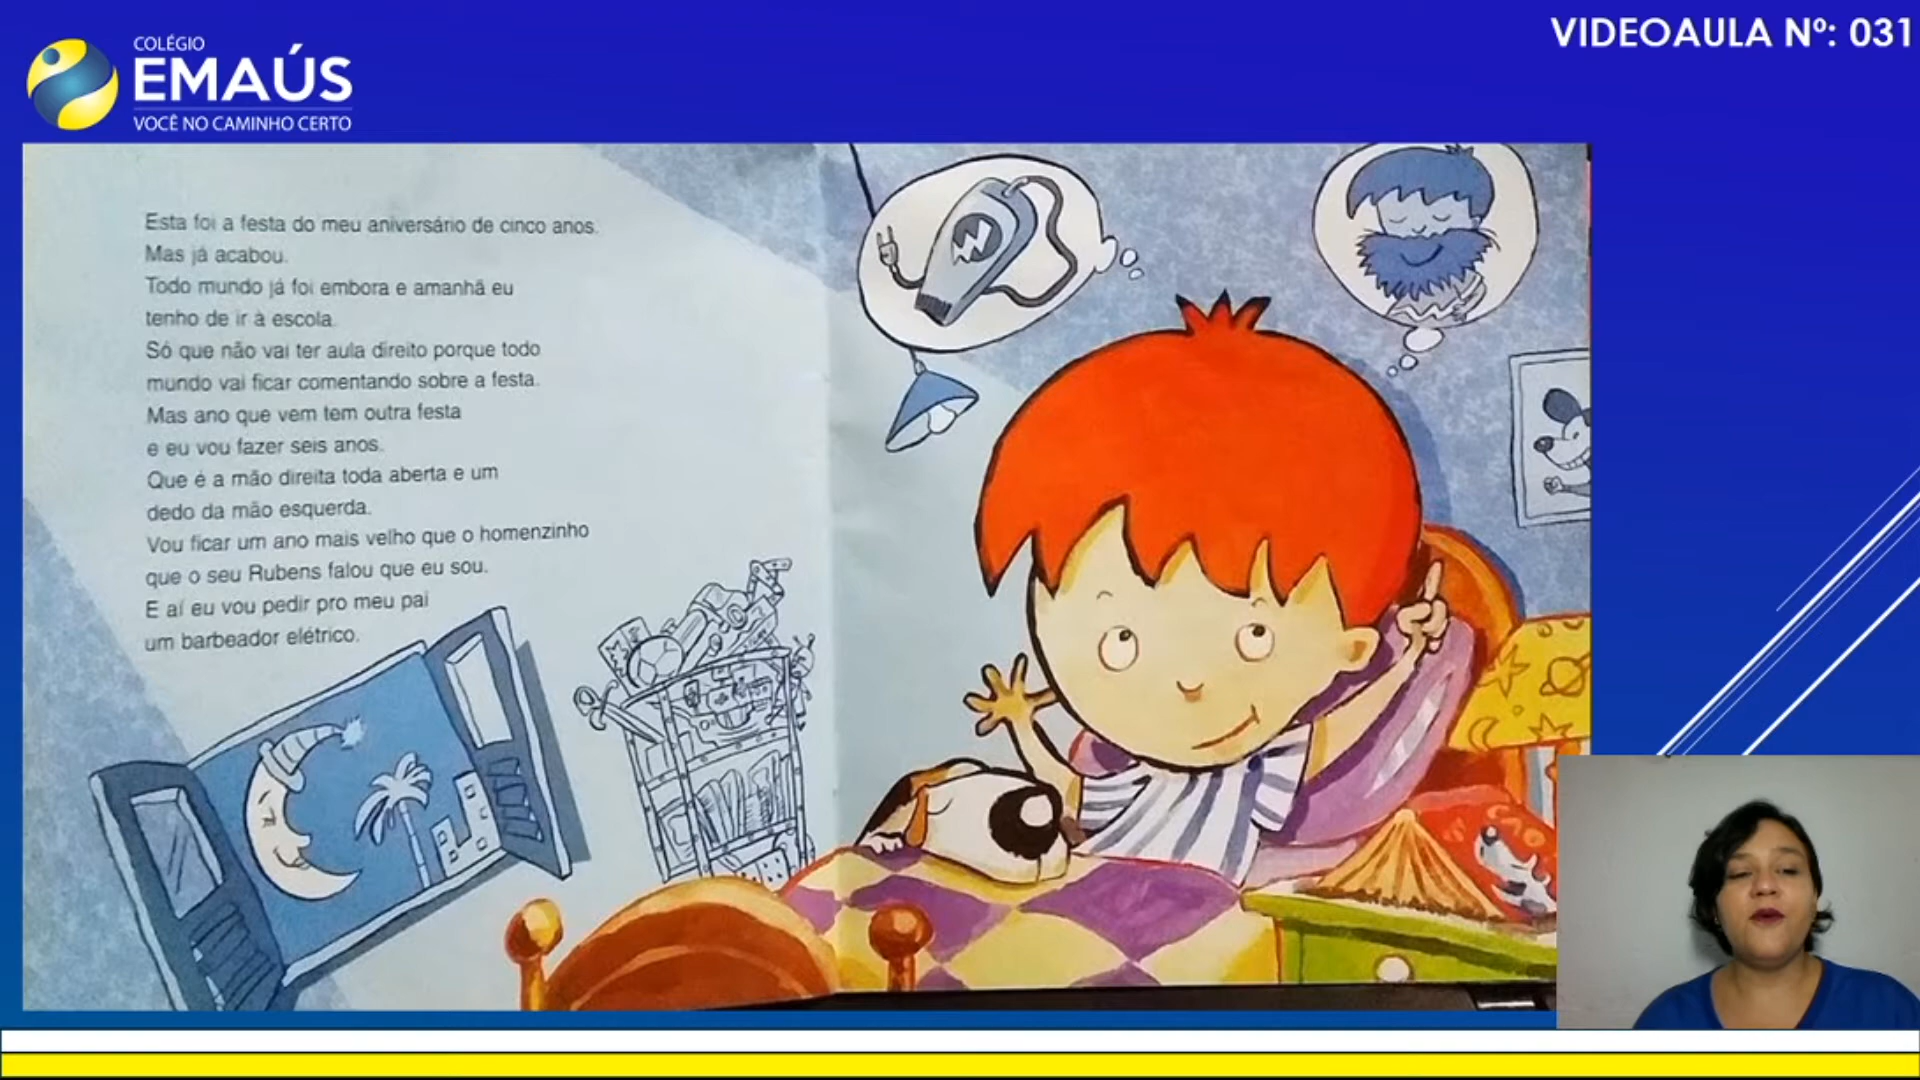 COLÉGIO
EMAÚS
VOCÊ NO CAMINHO CERTO
VIDEOAULA Nº: 031
Esta foi a festa do meu aniversário de cinco anos.
Mas já acabou.
Todo mundo já foi embora e amanhã eu
tenho de ir à escola.
Só que não vai ter aula direito porque todo
mundo vai ficar comentando sobre a festa.
Mas ano que vem tem outra festa
e eu vou fazer seis anos.
Que é a mão direita toda aberta e um
dedo da mão esquerda.
Vou ficar um ano mais velho que o homenzinho
que o seu Rubens falou que eu sou.
E aí eu vou pedir pro meu pai
um barbeador elétrico.